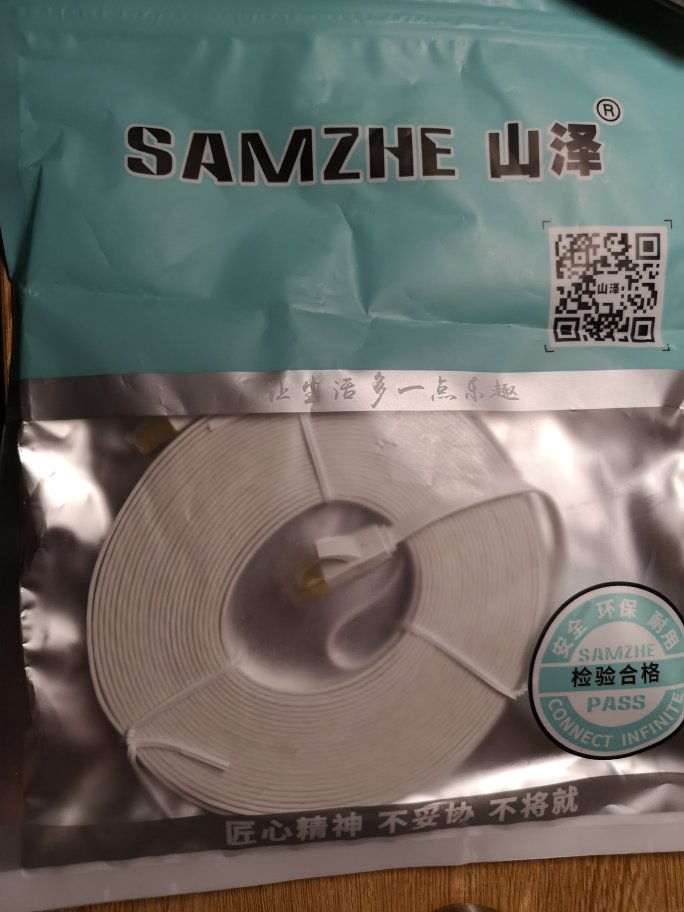 SAMZHE 山泽®
山泽
让生活多一点乐趣
安全 环保 耐用
SAMZHE
检验合格
PASS
CONNECT INFINITE
匠心精神 不妥协 不将就